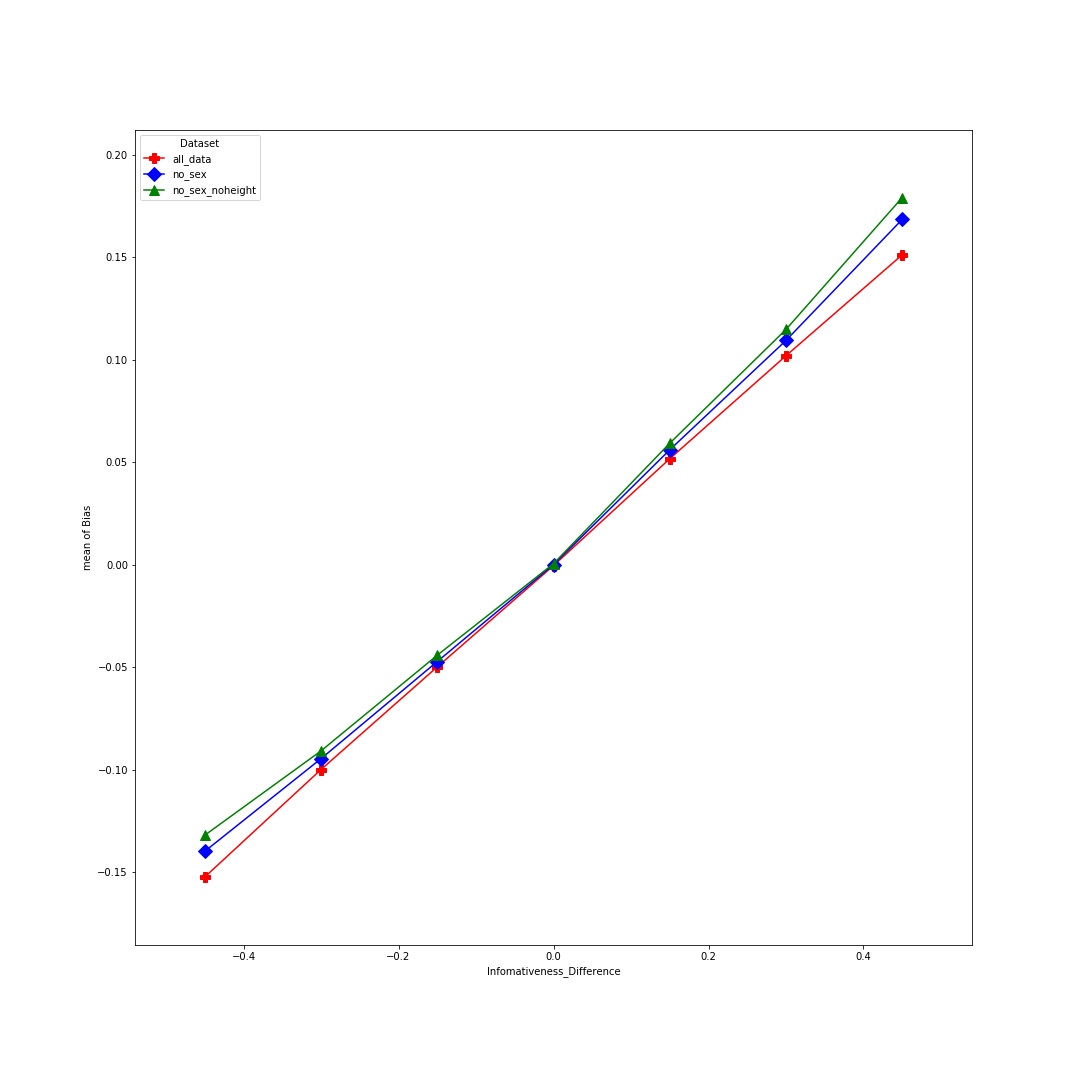 Dataset
all_data
no_sex
no_sex_noheight
0.20
0.15
0.10
0.05
0.00
−0.05
−0.10
−0.15
mean of Bias
−0.4
−0.2
0.0
0.2
0.4
Infomativeness_Difference